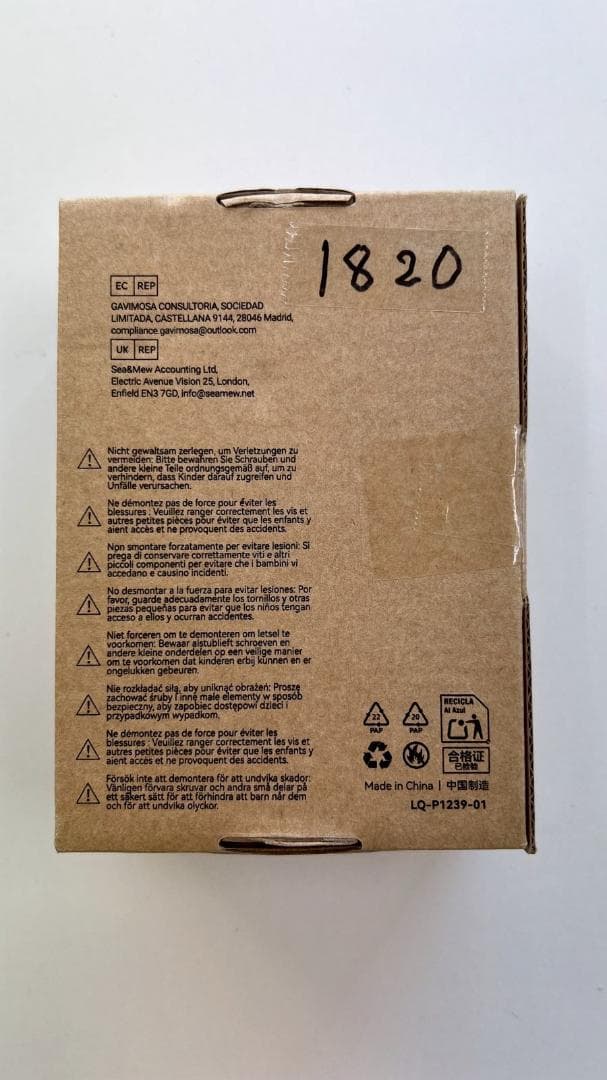 1820
EC REP
GAVIMOSA CONSULTORIA, SOCIEDAD
LIMITADA, CASTELLANA 9144, 28046 Madrid,
compliance.gavimosa@outlook.com
UK REP
Sea&Mew Accounting Ltd,
Electric Avenue Vision 25, London,
Enfield EN3 7GD, info@seamew.net
Nicht gewaltsam zerlegen, um Verletzungen zu
vermeiden: Bitte bewahren Sie Schrauben und
andere kleine Teile ordnungsgemäß auf, um zu
verhindern, dass Kinder darauf zugreifen und
Unfälle verursachen.
Ne démontez pas de force pour éviter les
blessures : Veuillez ranger correctement les vis et
autres petites pièces pour éviter que les enfants y
aient accès et ne provoquent des accidents.
Non smontare forzatamente per evitare lesioni: Si
prega di conservare correttamente viti e altri
piccoli componenti per evitare che i bambini vi
accedano e causino incidenti.
No desmontar a la fuerza para evitar lesiones: Por
favor, guarde adecuadamente los tornillos y otras
piezas pequeñas para evitar que los niños tengan
acceso a ellos y ocurran accidentes.
Niet forceren om te demonteren om letsel te
voorkomen: Bewaar alstublieft schroeven en
andere kleine onderdelen op een veilige manier
om te voorkomen dat kinderen erbij kunnen en er
ongelukken gebeuren.
Nie rozkładać siłą, aby uniknąć obrażeń: Proszę
zachować śruby i inne małe elementy w sposób
bezpieczny, aby zapobiec dostępowi dzieci i
przypadkowym wypadkom.
Ne démontez pas de force pour éviter les
blessures : Veuillez ranger correctement les vis et
autres petites pièces pour éviter que les enfants y
aient accès et ne provoquent des accidents.
Försök inte att demontera för att undvika skador:
Vänligen förvara skruvar och andra små delar på
ett säkert sätt för att förhindra att barn når dem
och för att undvika olyckor.
22
PAP
20
PAP
RECICLA
Al Azul
合格证
已检验
Made in China | 中国制造
LQ-P1239-01